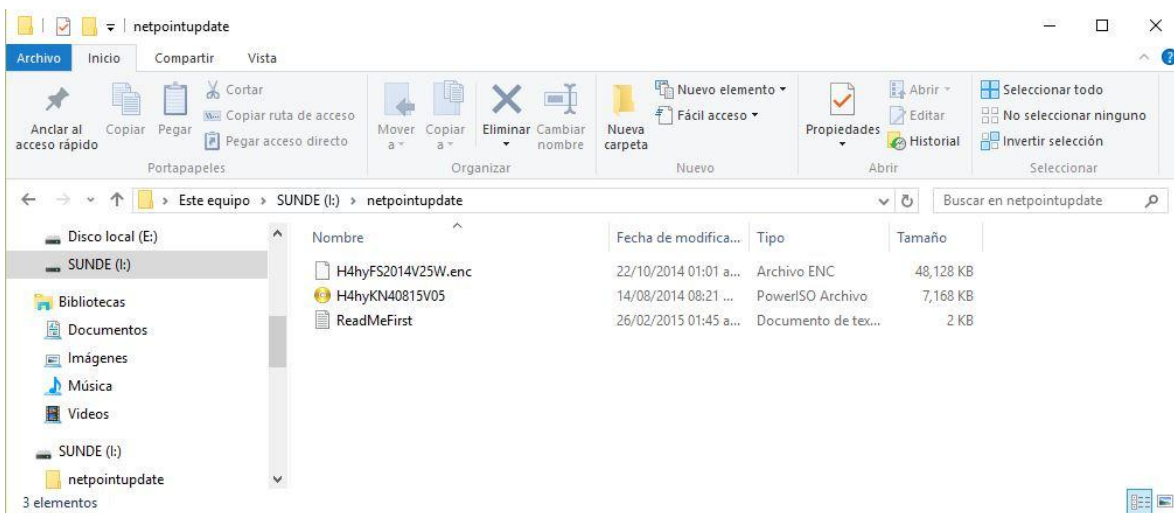 netpointupdate
Archivo Inicio Compartir Vista
Anclar al acceso rápido
Copiar
Pegar
Cortar
Copiar ruta de acceso
Pegar acceso directo
Portapapeles
Mover a
Copiar a
Eliminar
Cambiar nombre
Organizar
Nueva carpeta
Nuevo elemento
Fácil acceso
Nuevo
Propiedades
Abrir
Editar
Historial
Abrir
Seleccionar todo
No seleccionar ninguno
Invertir selección
Seleccionar
Este equipo > SUNDE (I:) > netpointupdate
Buscar en netpointupdate
Disco local (E:)
SUNDE (I:)
Bibliotecas
Documentos
Imágenes
Música
Videos
SUNDE (I:)
netpointupdate
Nombre Fecha de modifica... Tipo Tamaño
H4hyFS2014V25W.enc 22/10/2014 01:01 a... Archivo ENC 48,128 KB
H4hyKN40815V05 14/08/2014 08:21 ... PowerISO Archivo 7,168 KB
ReadMeFirst 26/02/2015 01:45 a... Documento de tex... 2 KB
3 elementos